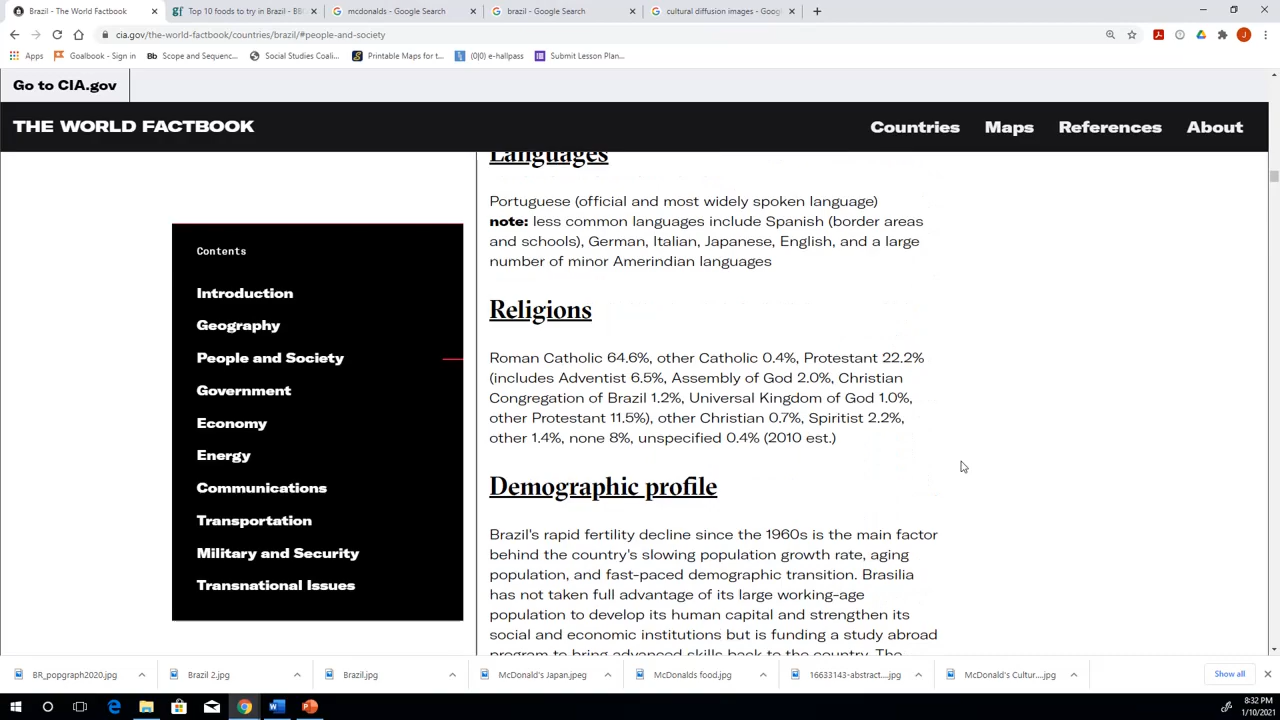 Brazil - The World Factbook
Top 10 foods to try in Brazil - BB
mcdonalds - Google Search
brazil - Google Search
cultural diffusion images - Goog
cia.gov/the-world-factbook/countries/brazil/#people-and-society
Apps
Goalbook - Sign in
Bb Scope and Sequenc...
Social Studies Coali...
Printable Maps for t...
(0|0) e-hallpass
Submit Lesson Plan...
Go to CIA.gov
THE WORLD FACTBOOK
Countries
Maps
References
About
Contents
Introduction
Geography
People and Society
Government
Economy
Energy
Communications
Transportation
Military and Security
Transnational Issues
Languages
Portuguese (official and most widely spoken language)
note: less common languages include Spanish (border areas
and schools), German, Italian, Japanese, English, and a large
number of minor Amerindian languages
Religions
Roman Catholic 64.6%, other Catholic 0.4%, Protestant 22.2%
(includes Adventist 6.5%, Assembly of God 2.0%, Christian
Congregation of Brazil 1.2%, Universal Kingdom of God 1.0%,
other Protestant 11.5%), other Christian 0.7%, Spiritist 2.2%,
other 1.4%, none 8%, unspecified 0.4% (2010 est.)
Demographic profile
Brazil's rapid fertility decline since the 1960s is the main factor
behind the country's slowing population growth rate, aging
population, and fast-paced demographic transition. Brasilia
has not taken full advantage of its large working-age
population to develop its human capital and strengthen its
social and economic institutions but is funding a study abroad
program to bring advanced skills back to the country. The
BR_popgraph2020.jpg
Brazil 2.jpg
Brazil.jpg
McDonald's Japan.jpeg
McDonalds food.jpg
16633143-abstract....jpg
McDonald's Cultur....jpg
Show all
8:32 PM
1/10/2021